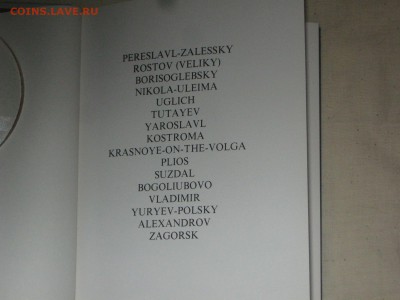 COINS.LAVE.RU
PERESLAVL-ZALESSKY
ROSTOV (VELIKY)
BORISOGLEBSKY
NIKOLA-ULEIMA
UGLICH
TUTAYEV
YAROSLAVL
KOSTROMA
KRASNOYE-ON-THE-VOLGA
PLIOS
SUZDAL
BOGOLIUBOVO
VLADIMIR
YURYEV-POLSKY
ALEXANDROV
ZAGORSK